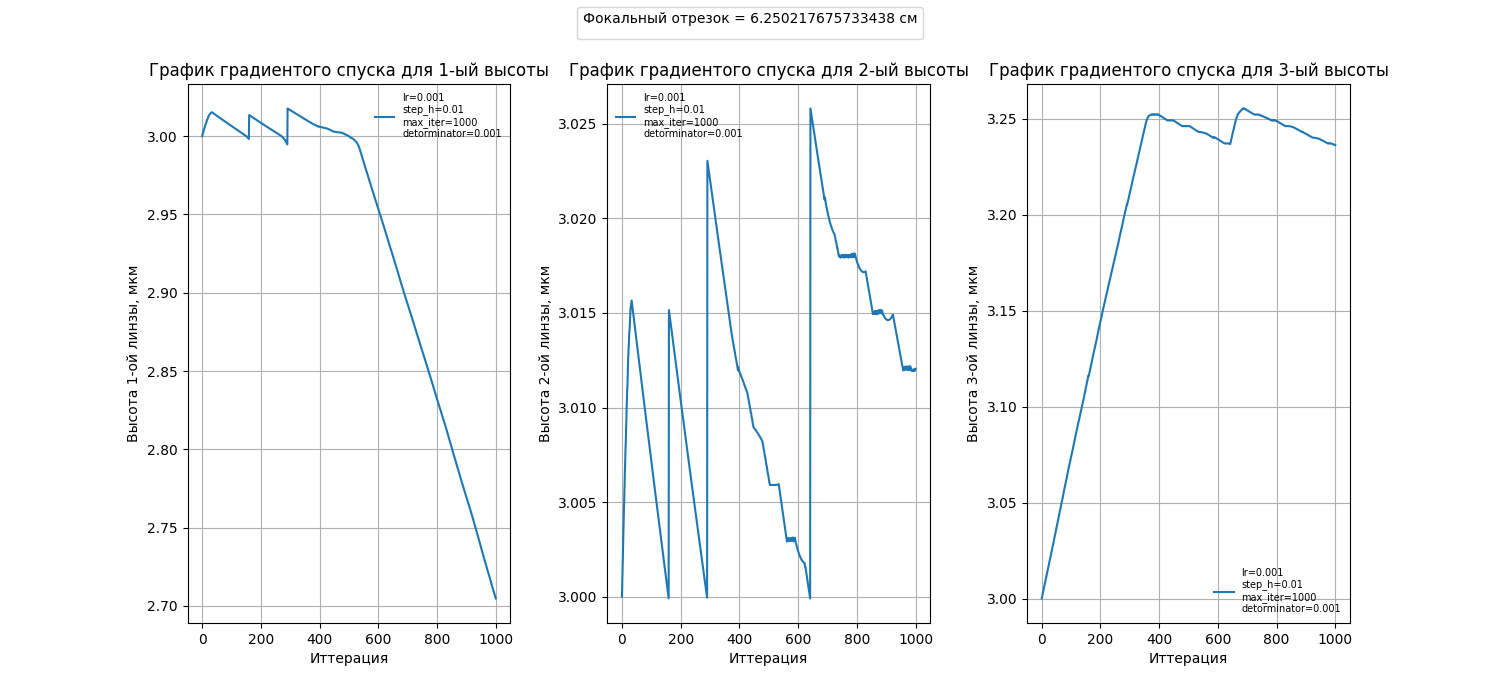 Фокальный отрезок = 6.250217675733438 см
График градиентого спуска для 1-ый высоты
Высота 1-ой линзы, мкм
3.00
2.95
2.90
2.85
2.80
2.75
2.70
lr=0.001
step_h=0.01
max_iter=1000
detorminator=0.001
0 200 400 600 800 1000
Иттерация
График градиентого спуска для 2-ый высоты
Высота 2-ой линзы, мкм
3.025
3.020
3.015
3.010
3.005
3.000
lr=0.001
step_h=0.01
max_iter=1000
detorminator=0.001
0 200 400 600 800 1000
Иттерация
График градиентого спуска для 3-ый высоты
Высота 3-ой линзы, мкм
3.25
3.20
3.15
3.10
3.05
3.00
lr=0.001
step_h=0.01
max_iter=1000
detorminator=0.001
0 200 400 600 800 1000
Иттерация